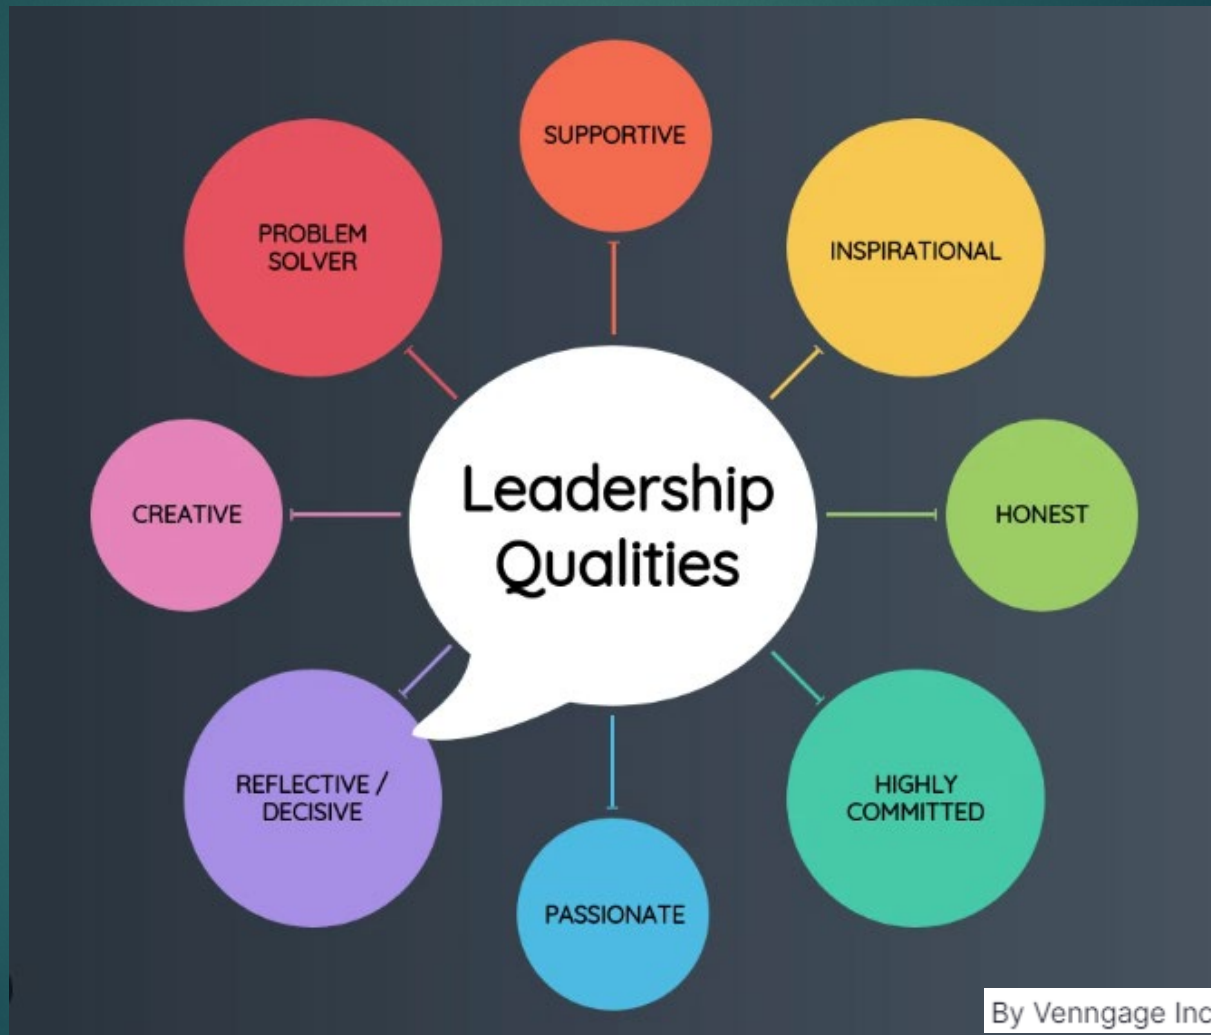 SUPPORTIVE
PROBLEM
SOLVER
INSPIRATIONAL
Leadership
Qualities
CREATIVE
HONEST
REFLECTIVE /
DECISIVE
HIGHLY
COMMITTED
PASSIONATE
By Venngage Inc